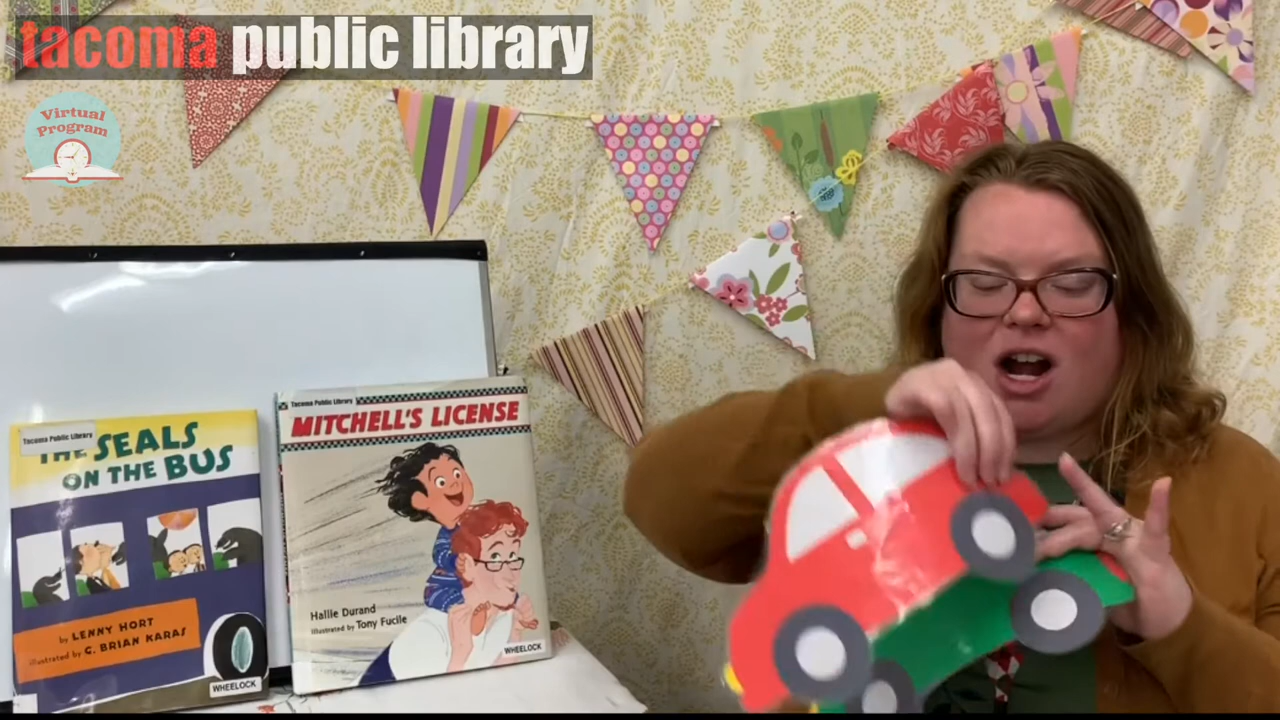 tacoma public library
Virtual
Program
Tacoma Public Library
THE SEALS
ON THE BUS
by LENNY HORT
illustrated by G. BRIAN KARAS
WHEELOCK
Tacoma Public Library
MITCHELL'S LICENSE
Hallie Durand
illustrated by Tony Fucile
WHEELOCK